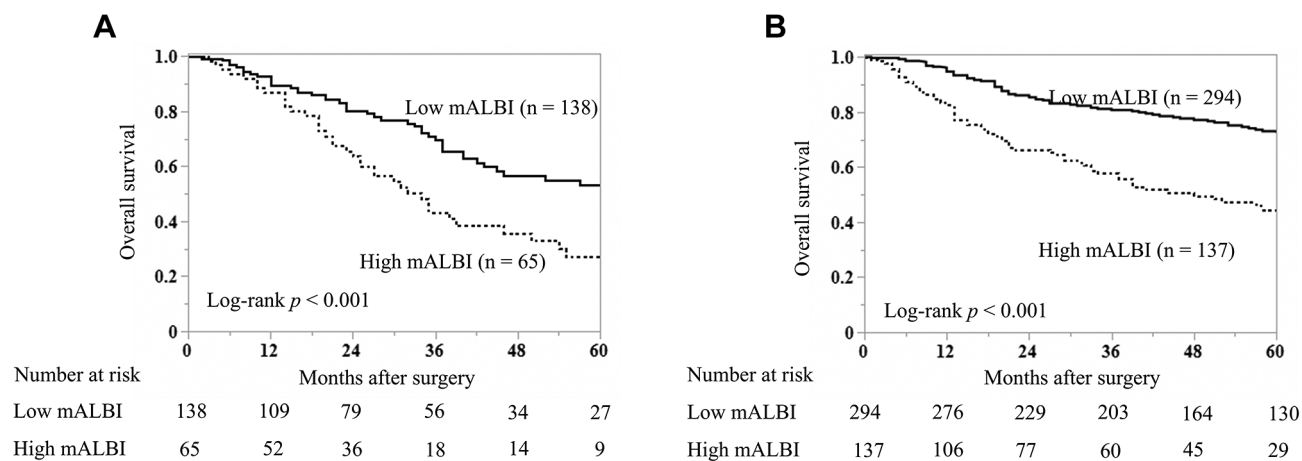 A
1.0
0.8
0.6
0.4
0.2
0
Overall survival
Low mALBI (n = 138)
High mALBI (n = 65)
Log-rank p < 0.001
0 12 24 36 48 60
Months after surgery
Number at risk
Low mALBI 138 109 79 56 34 27
High mALBI 65 52 36 18 14 9
B
1.0
0.8
0.6
0.4
0.2
0
Overall survival
Low mALBI (n = 294)
High mALBI (n = 137)
Log-rank p < 0.001
0 12 24 36 48 60
Months after surgery
Number at risk
Low mALBI 294 276 229 203 164 130
High mALBI 137 106 77 60 45 29